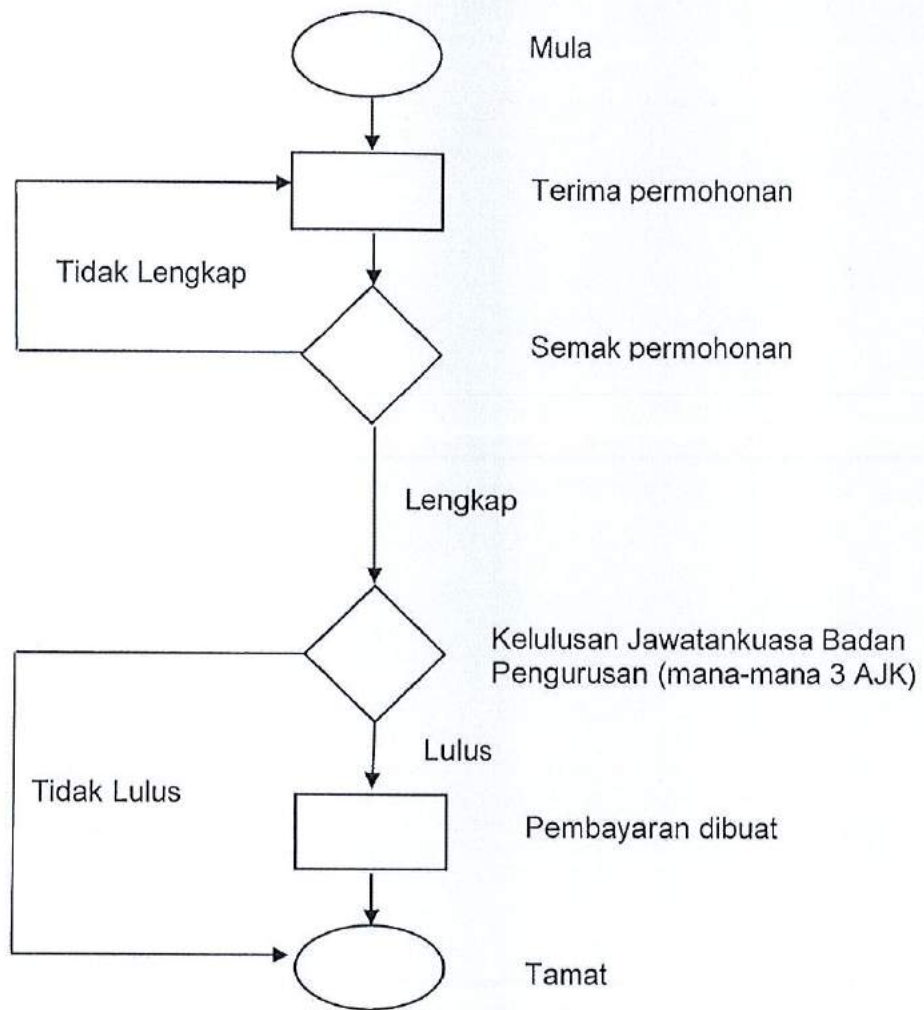 Mula
Terima permohonan
Tidak Lengkap
Semak permohonan
Lengkap
Kelulusan Jawatankuasa Badan
Pengurusan (mana-mana 3 AJK)
Lulus
Tidak Lulus
Pembayaran dibuat
Tamat